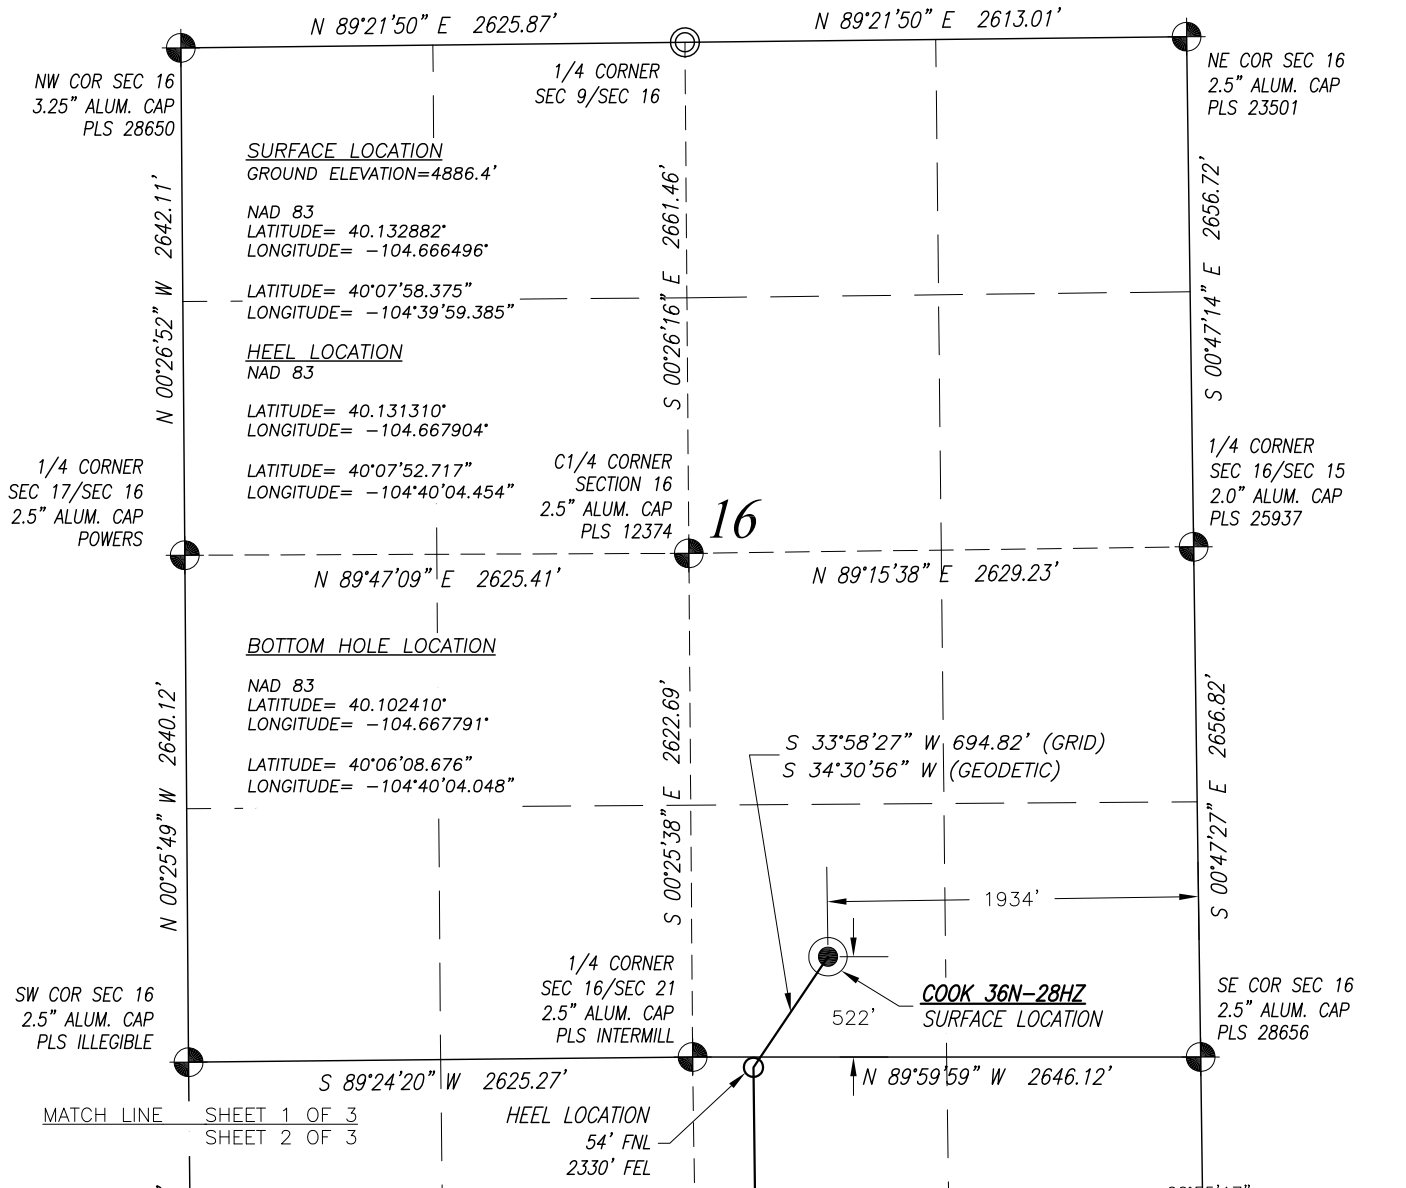 N 89°21'50" E 2625.87'
N 89°21'50" E 2613.01'
NW COR SEC 16
3.25" ALUM. CAP
PLS 28650
1/4 CORNER
SEC 9/SEC 16
NE COR SEC 16
2.5" ALUM. CAP
PLS 23501
SURFACE LOCATION
GROUND ELEVATION=4886.4'
NAD 83
LATITUDE= 40.132882°
LONGITUDE= -104.666496°
LATITUDE= 40°07'58.375"
LONGITUDE= -104°39'59.385"
HEEL LOCATION
NAD 83
LATITUDE= 40.131310°
LONGITUDE= -104.667904°
LATITUDE= 40°07'52.717"
LONGITUDE= -104°40'04.454"
N 00°26'52" W 2642.11'
S 00°26'16" E 2661.46'
S 00°47'14" E 2656.72'
1/4 CORNER
SEC 17/SEC 16
2.5" ALUM. CAP
POWERS
C1/4 CORNER
SECTION 16
2.5" ALUM. CAP
PLS 12374
16
1/4 CORNER
SEC 16/SEC 15
2.0" ALUM. CAP
PLS 25937
N 89°47'09" E 2625.41'
N 89°15'38" E 2629.23'
BOTTOM HOLE LOCATION
NAD 83
LATITUDE= 40.102410°
LONGITUDE= -104.667791°
LATITUDE= 40°06'08.676"
LONGITUDE= -104°40'04.048"
N 00°25'49" W 2640.12'
S 00°25'38" E 2622.69'
S 00°47'27" E 2656.82'
S 33°58'27" W 694.82' (GRID)
S 34°30'56" W (GEODETIC)
1934'
522'
COOK 36N-28HZ
SURFACE LOCATION
SW COR SEC 16
2.5" ALUM. CAP
PLS ILLEGIBLE
1/4 CORNER
SEC 16/SEC 21
2.5" ALUM. CAP
PLS INTERMILL
SE COR SEC 16
2.5" ALUM. CAP
PLS 28656
S 89°24'20" W 2625.27'
N 89°59'59" W 2646.12'
MATCH LINE SHEET 1 OF 3
SHEET 2 OF 3
HEEL LOCATION
54' FNL
2330' FEL